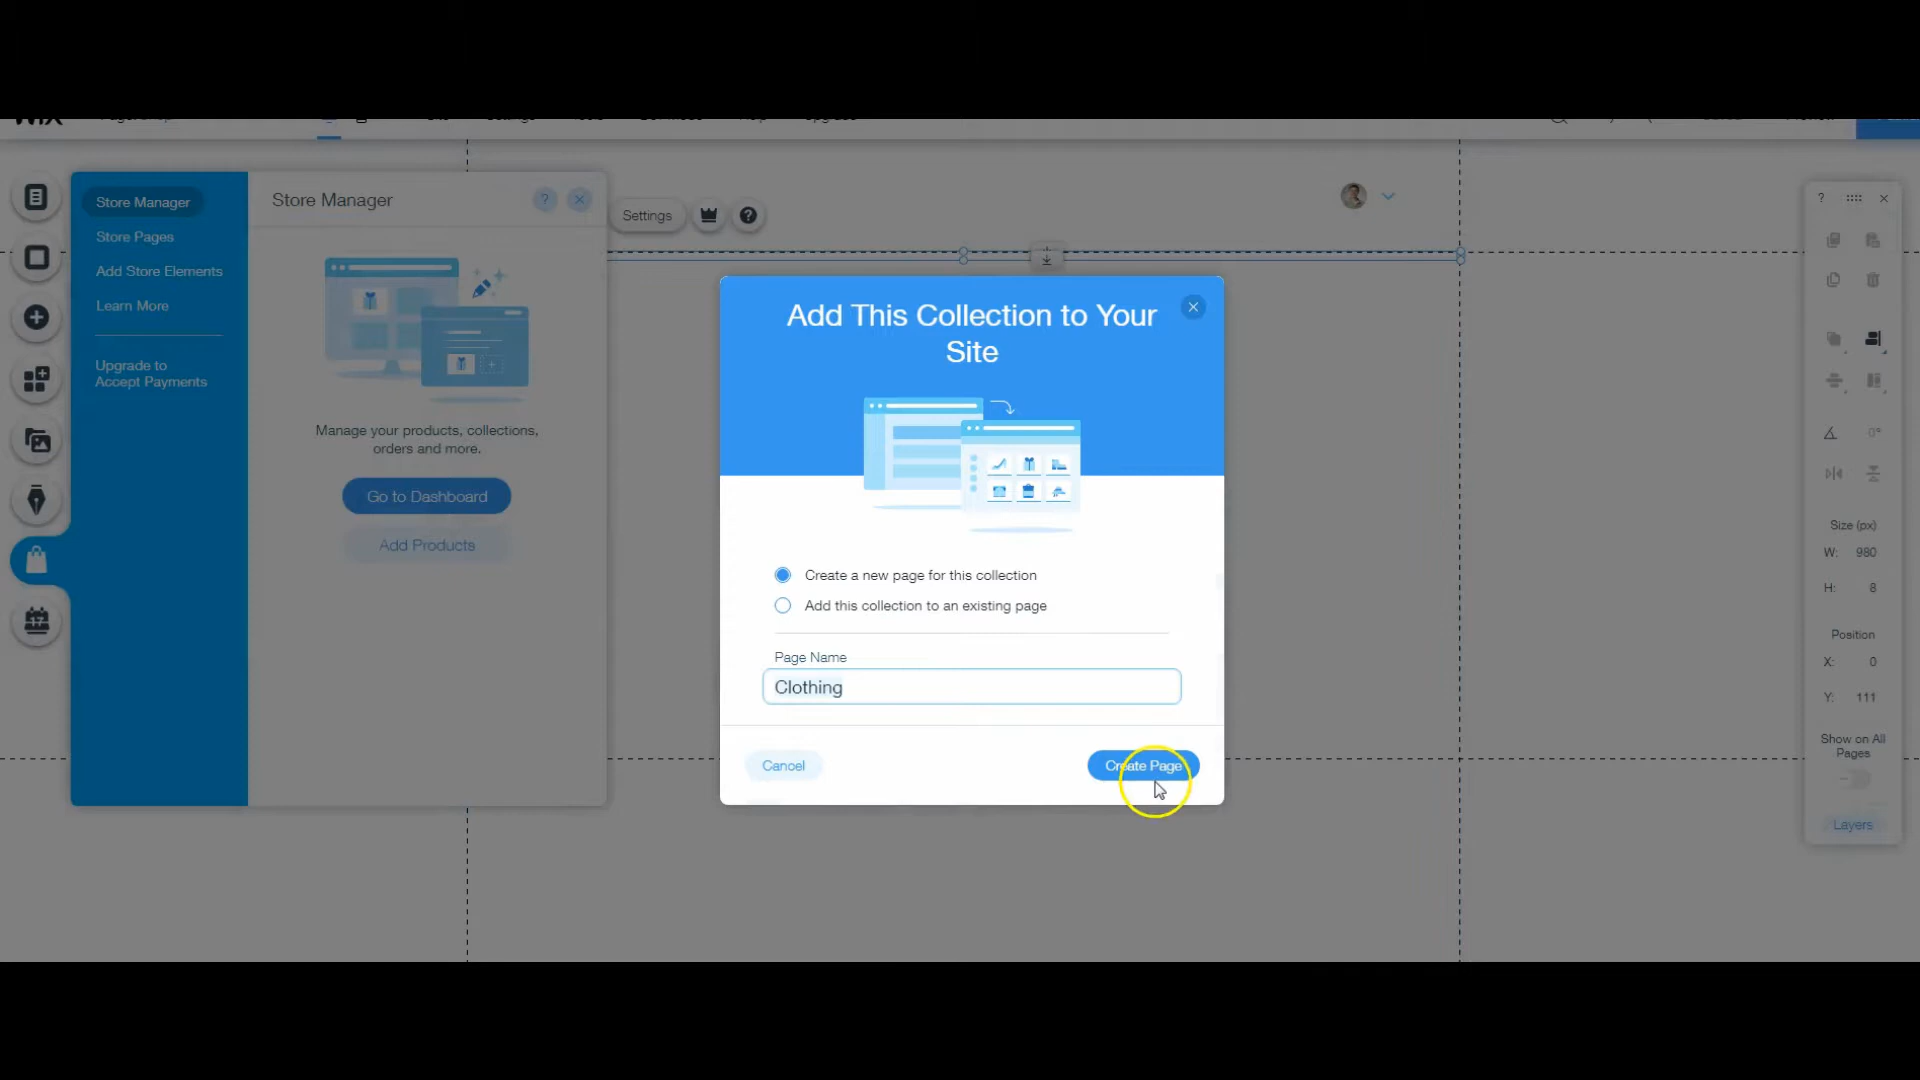 Store Manager
Store Pages
Add Store Elements
Learn More
Upgrade to
Accept Payments
Store Manager
?
Manage your products, collections,
orders and more.
Go to Dashboard
Add Products
Settings
?
Add This Collection to Your
Site
Create a new page for this collection
Add this collection to an existing page
Page Name
Clothing
Cancel
Create Page
17
?
0°
Size (px)
W: 980
H: 8
Position
X: 0
Y: 111
Show on All
Pages
Layers